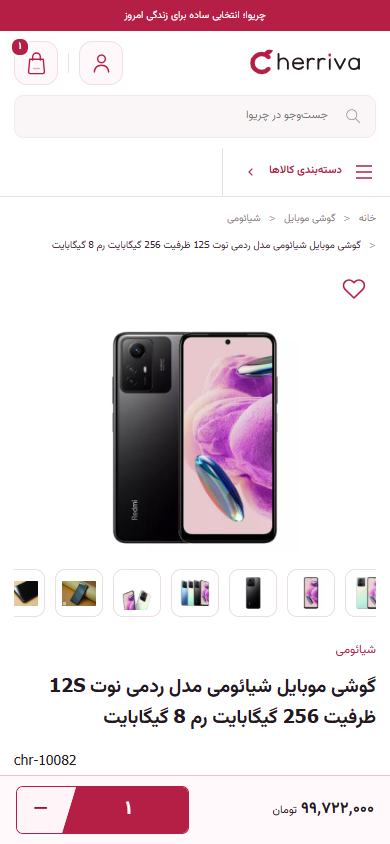 چریوا؛ انتخابی ساده برای زندگی امروز
۱
Cherriva
جست‌وجو در چریوا
دسته‌بندی کالاها
خانه > گوشی موبایل > شیائومی
> گوشی موبایل شیائومی مدل ردمی نوت 12S ظرفیت 256 گیگابایت رم 8 گیگابایت
Redmi
شیائومی
گوشی موبایل شیائومی مدل ردمی نوت 12S
ظرفیت 256 گیگابایت رم 8 گیگابایت
chr-10082
۹۹,۷۲۲,۰۰۰ تومان
۱